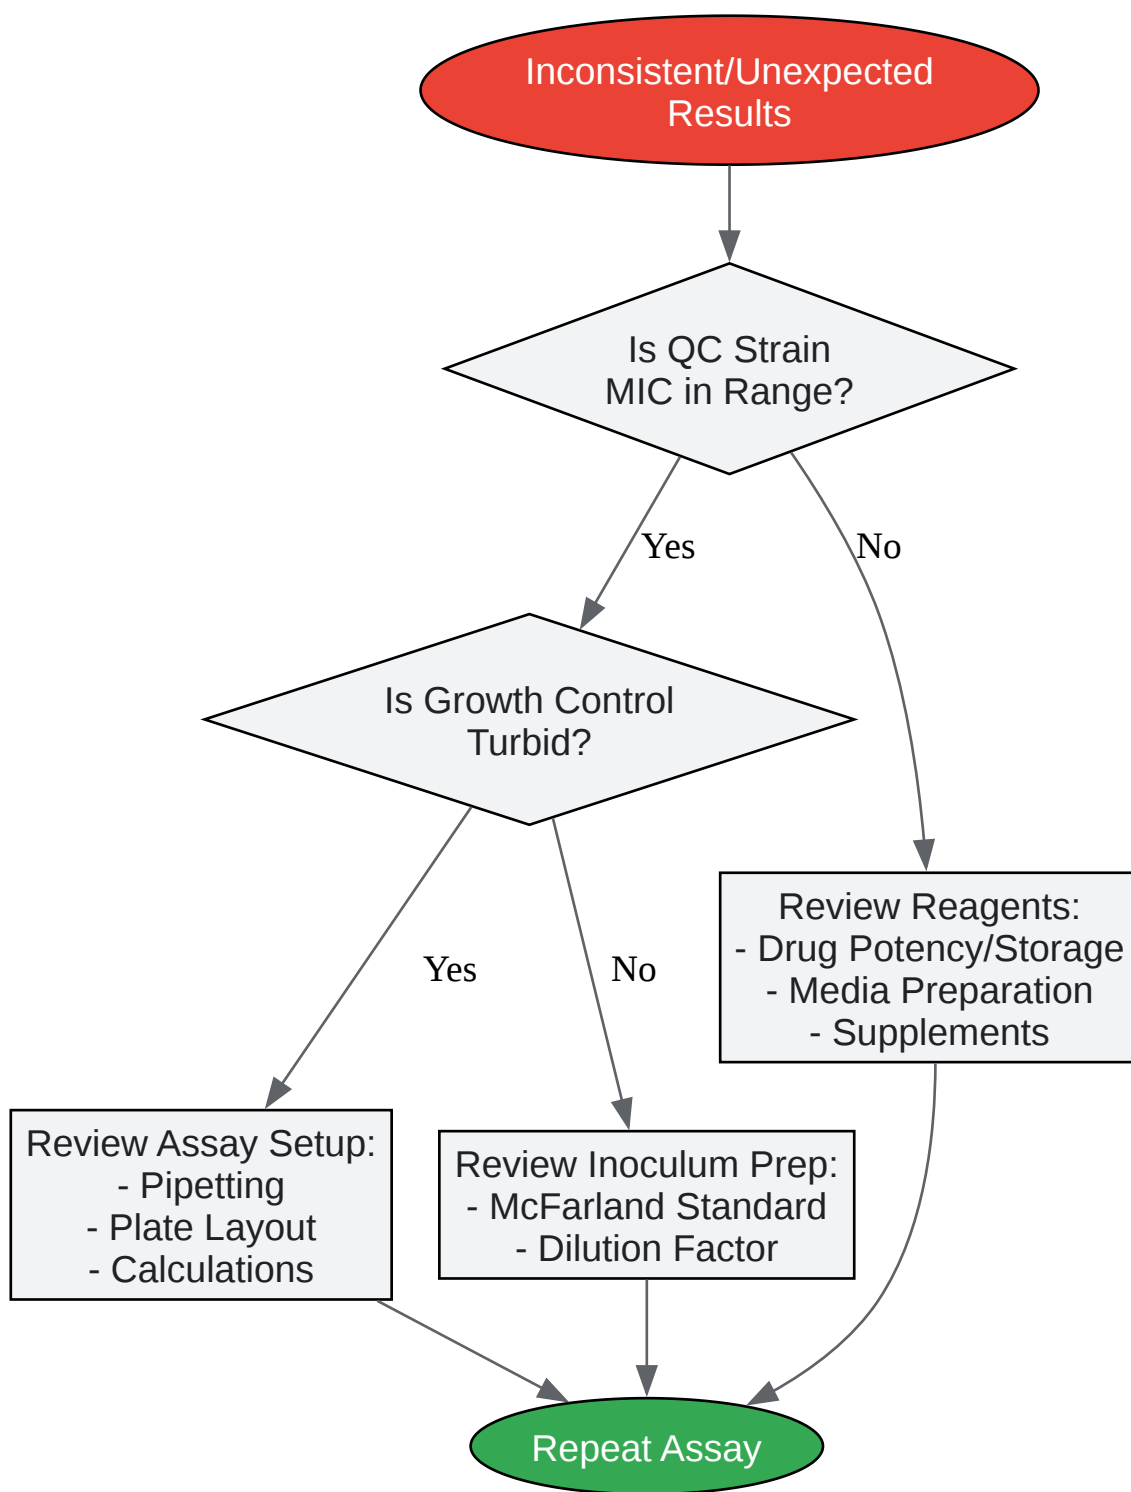 Inconsistent/Unexpected
Results
Is QC Strain
MIC in Range?
Yes
No
Is Growth Control
Turbid?
Yes
No
Review Reagents:
- Drug Potency/Storage
- Media Preparation
- Supplements
Review Assay Setup:
- Pipetting
- Plate Layout
- Calculations
Review Inoculum Prep:
- McFarland Standard
- Dilution Factor
Repeat Assay